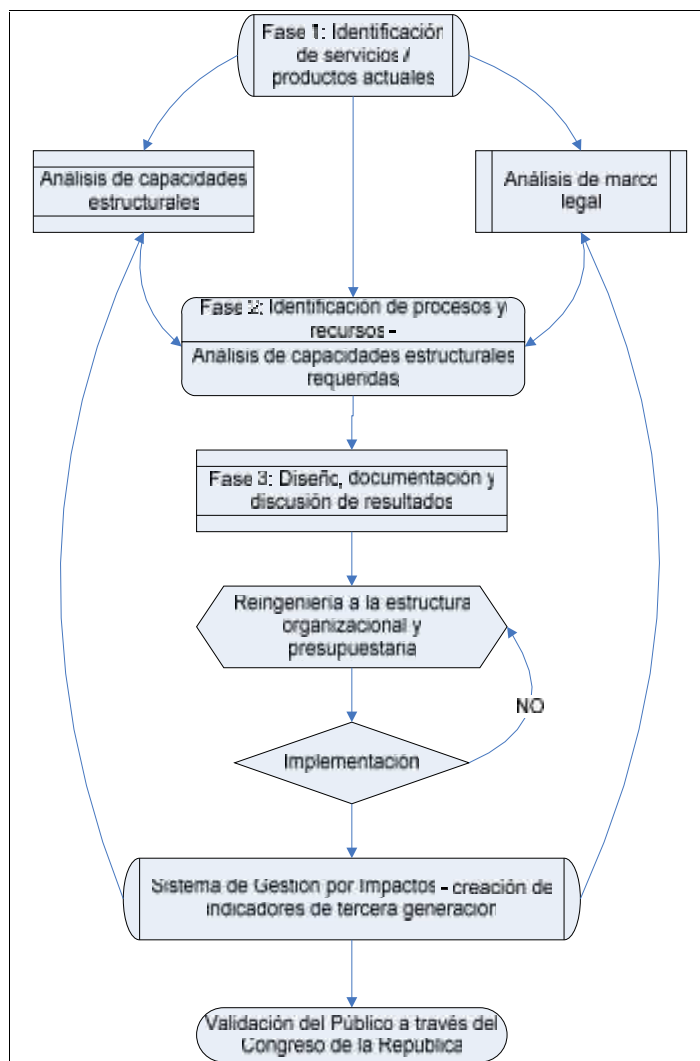 Fase 1: Identificación
de servicios /
productos actuales
Análisis de capacidades
estructurales
Análisis de marco
legal
Fase 2: Identificación de procesos y
recursos –
Análisis de capacidades estructurales
requeridas
Fase 3: Diseño, documentación y
discusión de resultados
Reingeniería a la estructura
organizacional y
presupuestaria
NO
Implementación
Sistema de Gestión por Impactos – creación de
indicadores de tercera generación
Validación del Público a través del
Congreso de la República